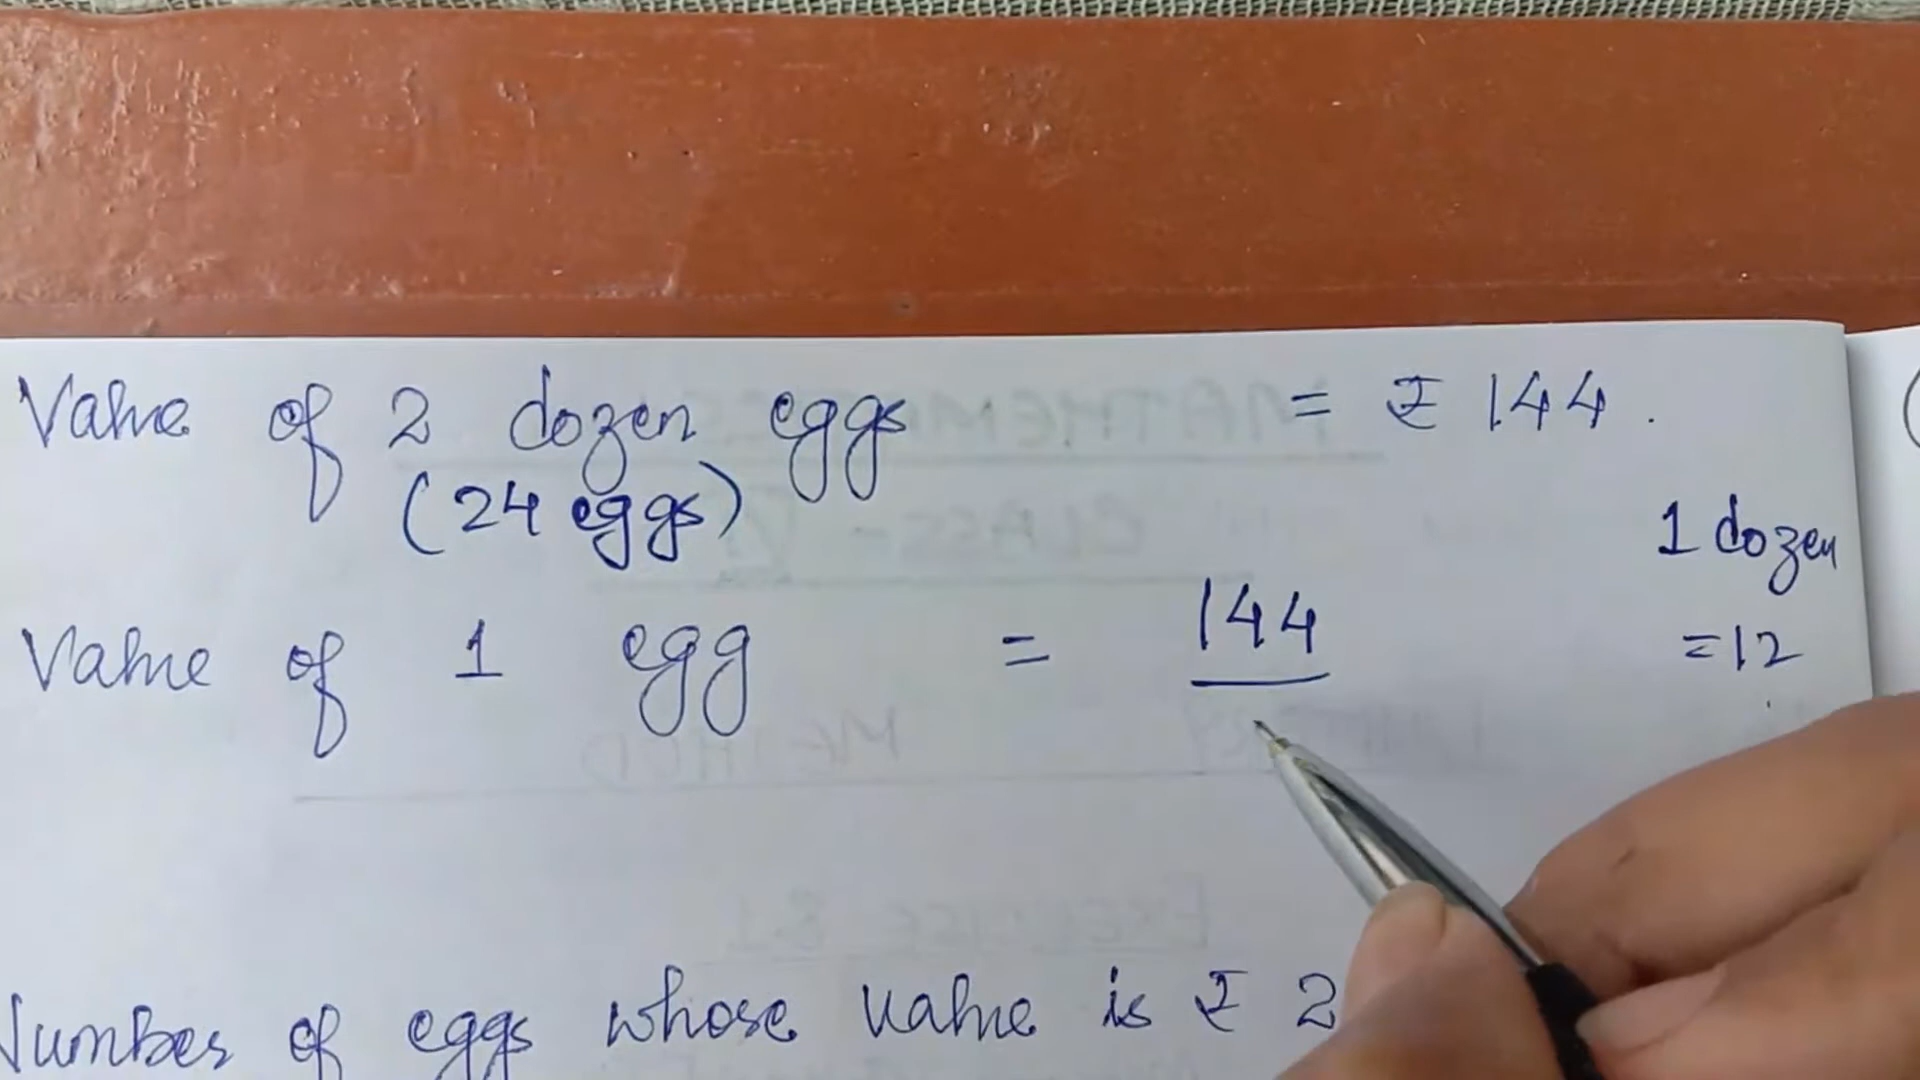 Value of 2 dozen eggs = ₹ 144.
(24 eggs)
1 dozen
= 12
Value of 1 egg = 144
Number of eggs whose value is ₹ 2